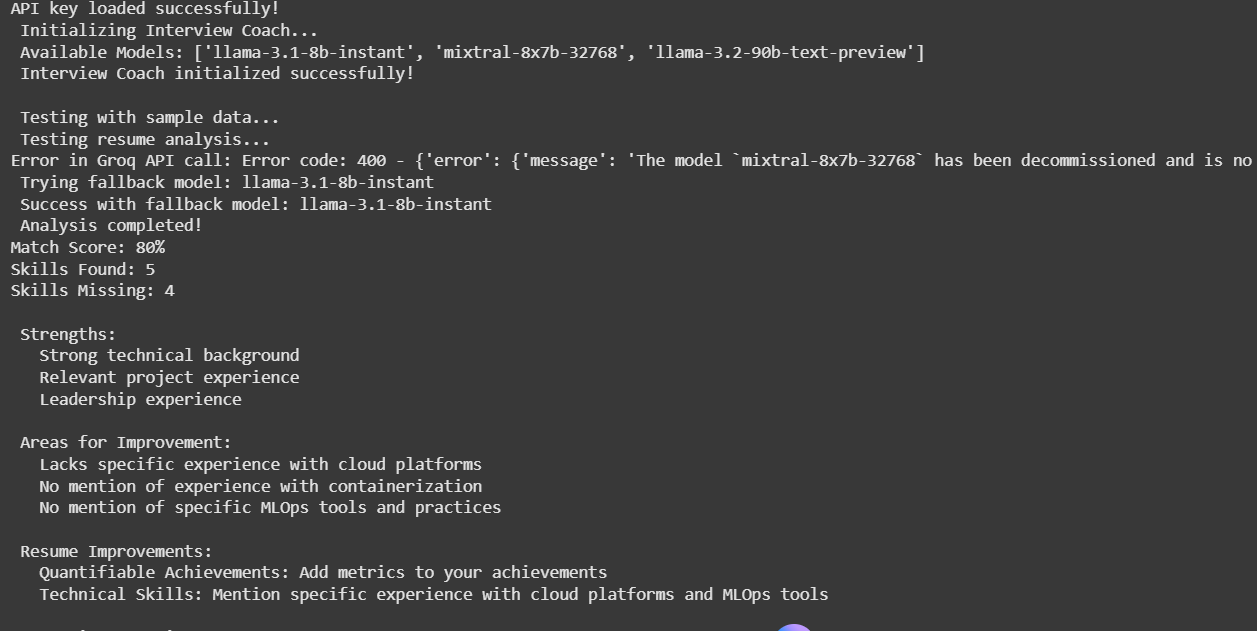 API key loaded successfully!
Initializing Interview Coach...
Available Models: ['llama-3.1-8b-instant', 'mixtral-8x7b-32768', 'llama-3.2-90b-text-preview']
Interview Coach initialized successfully!
Testing with sample data...
Testing resume analysis...
Error in Groq API call: Error code: 400 - {'error': {'message': 'The model `mixtral-8x7b-32768` has been decommissioned and is no
Trying fallback model: llama-3.1-8b-instant
Success with fallback model: llama-3.1-8b-instant
Analysis completed!
Match Score: 80%
Skills Found: 5
Skills Missing: 4
Strengths:
Strong technical background
Relevant project experience
Leadership experience
Areas for Improvement:
Lacks specific experience with cloud platforms
No mention of experience with containerization
No mention of specific MLOps tools and practices
Resume Improvements:
Quantifiable Achievements: Add metrics to your achievements
Technical Skills: Mention specific experience with cloud platforms and MLOps tools